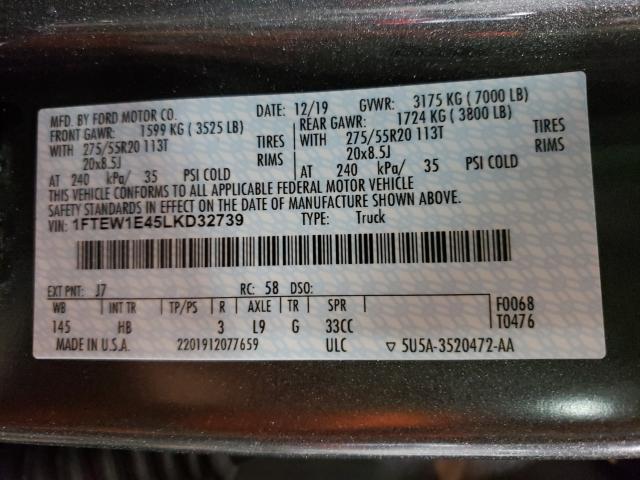 MFD. BY FORD MOTOR CO. DATE: 12/19 GVWR: 3175 KG ( 7000 LB)
FRONT GAWR: 1599 KG ( 3525 LB) REAR GAWR: 1724 KG ( 3800 LB)
WITH 275/55R20 113T TIRES WITH 275/55R20 113T TIRES
20x8.5J RIMS 20x8.5J RIMS
AT 240 kPa/ 35 PSI COLD AT 240 kPa/ 35 PSI COLD
THIS VEHICLE CONFORMS TO ALL APPLICABLE FEDERAL MOTOR VEHICLE
SAFETY STANDARDS IN EFFECT ON THE DATE OF MANUFACTURE SHOWN ABOVE.
VIN: 1FTEW1E45LKD32739 TYPE: Truck
EXT PNT: J7 RC: 58 DSO:
WB INT TR TP/PS R AXLE TR SPR F0068
145 HB 3 L9 G 33CC T0476
MADE IN U.S.A. 2201912077659 ULC ▽ 5U5A-3520472-AA